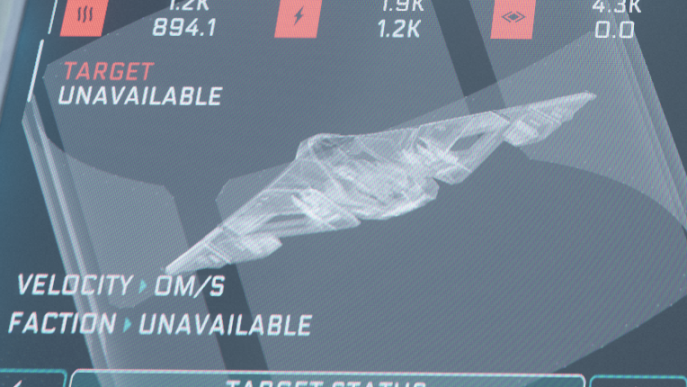 1.2K 1.9K 4.3K
894.1 1.2K 0.0
TARGET
UNAVAILABLE
VELOCITY 0M/S
FACTION UNAVAILABLE
TARGET STATUS